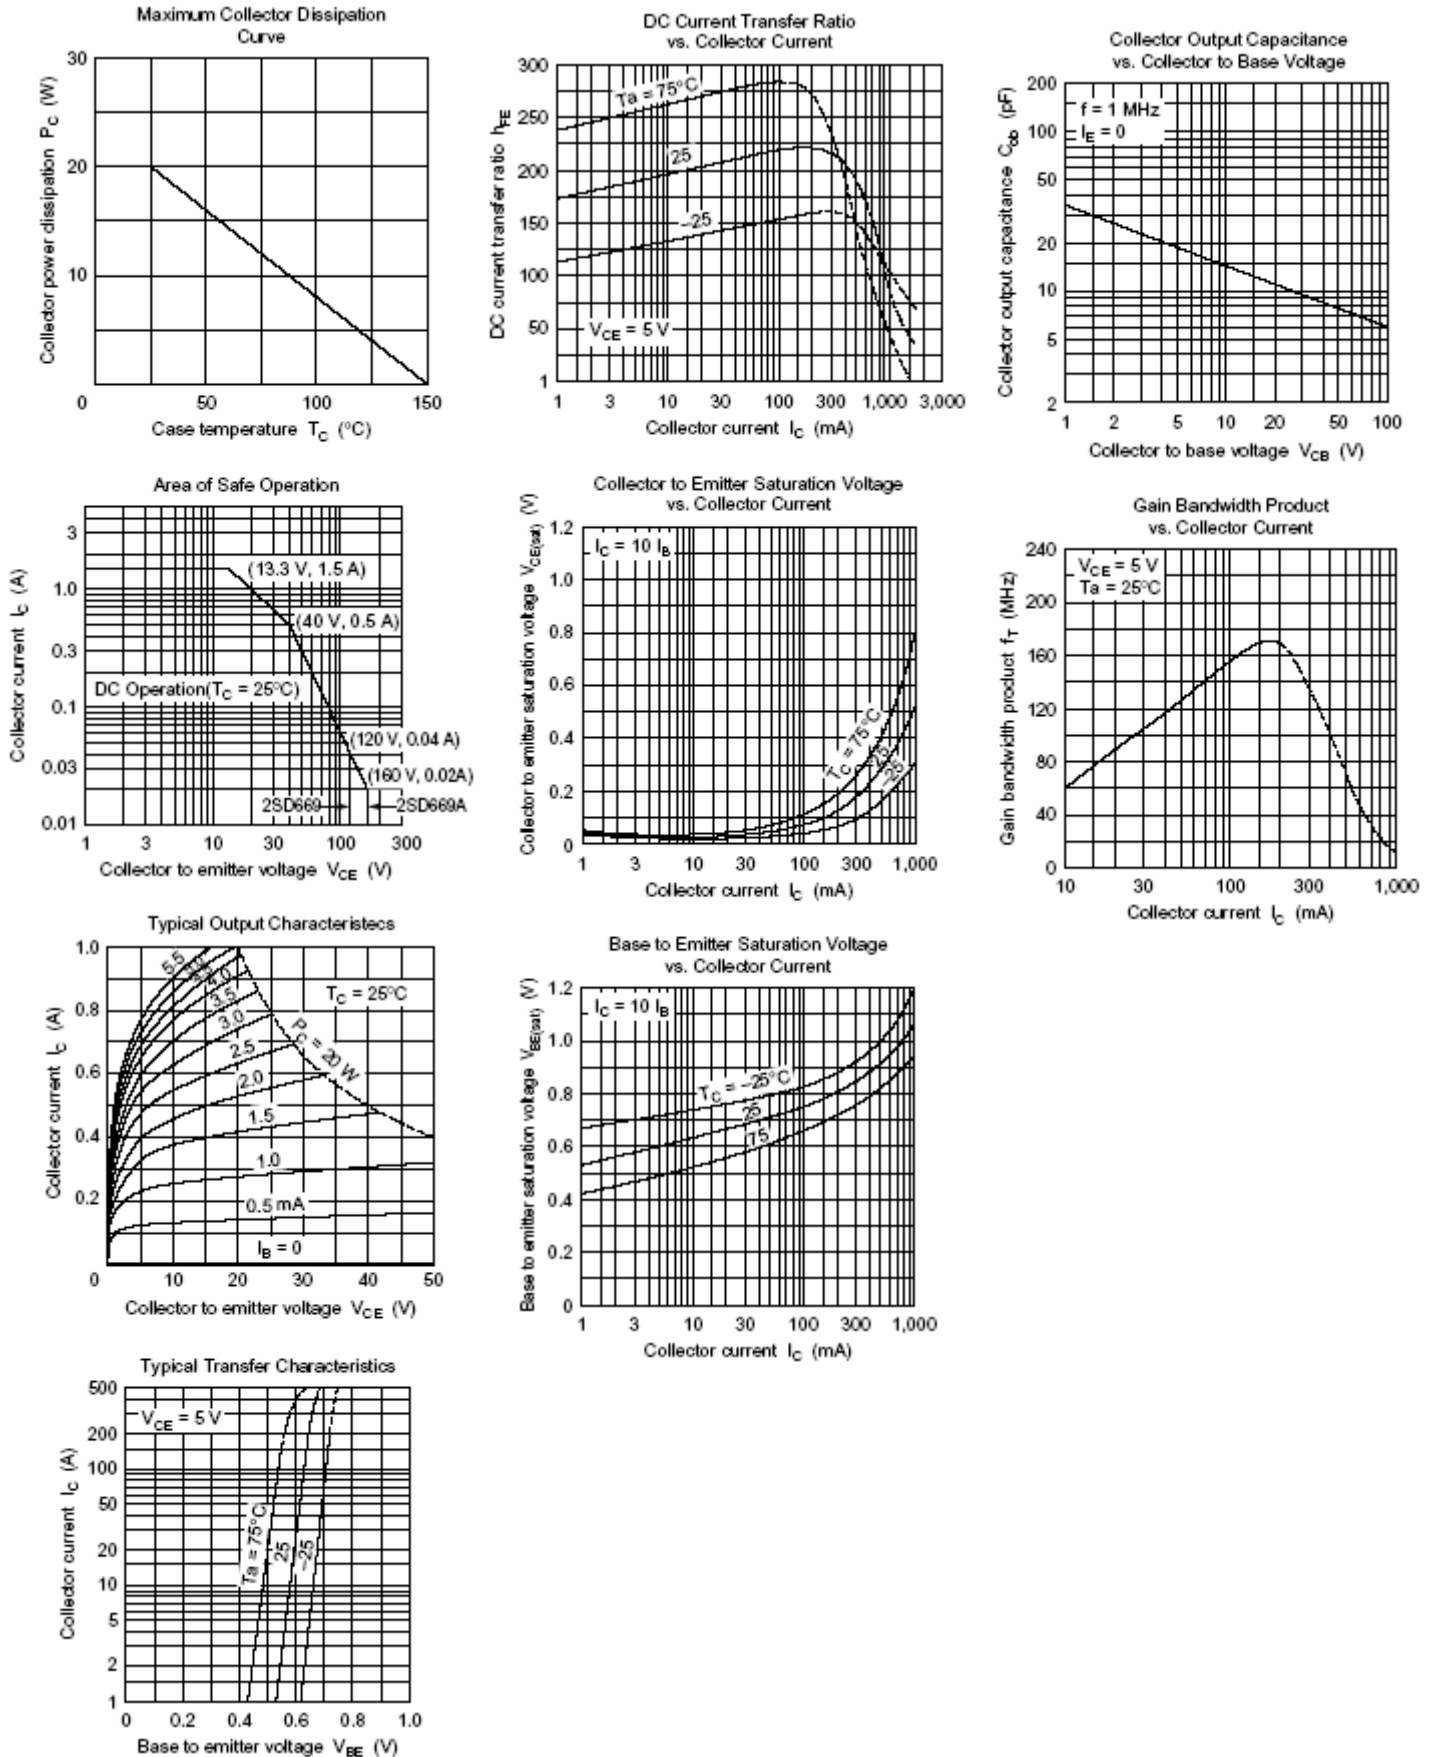 Maximum Collector Dissipation
Curve
Collector power dissipation P_C (W)
30
20
10
0
50
100
150
Case temperature T_C (°C)
DC Current Transfer Ratio
vs. Collector Current
DC current transfer ratio h_FE
300
250
200
150
100
50
1
Ta = 75°C
25
–25
V_CE = 5 V
1
3
10
30
100
300
1,000
3,000
Collector current I_C (mA)
Collector Output Capacitance
vs. Collector to Base Voltage
Collector output capacitance C_ob (pF)
200
100
50
20
10
5
2
f = 1 MHz
I_E = 0
1
2
5
10
20
50
100
Collector to base voltage V_CB (V)
Area of Safe Operation
Collector current I_C (A)
3
1.0
0.3
0.1
0.03
0.01
(13.3 V, 1.5 A)
(40 V, 0.5 A)
DC Operation(T_C = 25°C)
(120 V, 0.04 A)
(160 V, 0.02A)
2SD669
2SD669A
1
3
10
30
100
300
Collector to emitter voltage V_CE (V)
Collector to Emitter Saturation Voltage
vs. Collector Current
Collector to emitter saturation voltage V_CE(sat) (V)
1.2
1.0
0.8
0.6
0.4
0.2
0
I_C = 10 I_B
T_C = 75°C
25
–25
1
3
10
30
100
300
1,000
Collector current I_C (mA)
Gain Bandwidth Product
vs. Collector Current
Gain bandwidth product f_T (MHz)
240
200
160
120
80
40
0
V_CE = 5 V
Ta = 25°C
10
30
100
300
1,000
Collector current I_C (mA)
Typical Output Characteristecs
Collector current I_C (A)
1.0
0.8
0.6
0.4
0.2
0
5.5
4.0
3.5
3.0
2.5
2.0
1.5
1.0
0.5 mA
I_B = 0
T_C = 25°C
P_C = 20 W
10
20
30
40
50
Collector to emitter voltage V_CE (V)
Base to Emitter Saturation Voltage
vs. Collector Current
Base to emitter saturation voltage V_BE(sat) (V)
1.2
1.0
0.8
0.6
0.4
0.2
0
I_C = 10 I_B
T_C = –25°C
25
75
1
3
10
30
100
300
1,000
Collector current I_C (mA)
Typical Transfer Characteristics
Collector current I_C (A)
500
200
100
50
20
10
5
2
1
V_CE = 5 V
Ta = 75°C
25
–25
0
0.2
0.4
0.6
0.8
1.0
Base to emitter voltage V_BE (V)